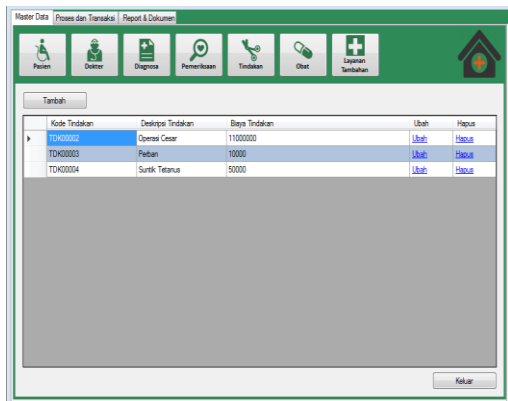 Master Data Proses dan Transaksi Report & Dokumen
Pasien Dokter Diagnosa Pemeriksaan Tindakan Obat Layanan Tambahan
Tambah
Kode Tindakan Deskripsi Tindakan Biaya Tindakan Ubah Hapus
TDK00002 Operasi Cesar 11000000 Ubah Hapus
TDK00003 Perban 10000 Ubah Hapus
TDK00004 Suntik Tetanus 50000 Ubah Hapus
Keluar